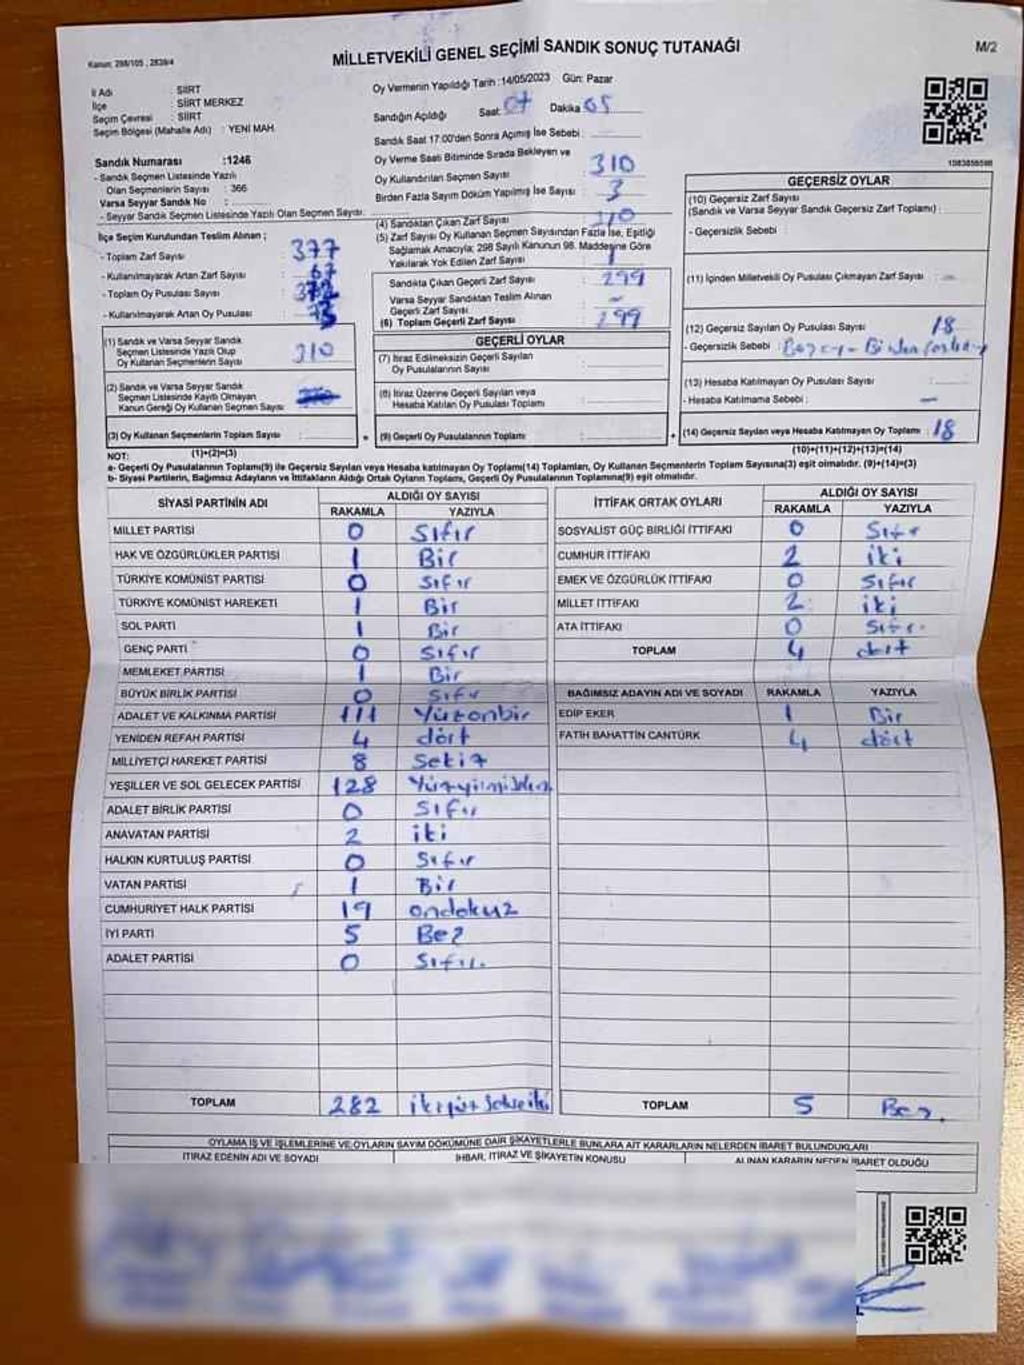 Kanun: 298/105 , 2839/4
MİLLETVEKİLİ GENEL SEÇİMİ SANDIK SONUÇ TUTANAĞI
M/2
İl Adı : SİİRT
İlçe : SİİRT MERKEZ
Seçim Çevresi : SİİRT
Seçim Bölgesi (Mahalle Adı) : YENİ MAH.
Sandık Numarası :1246
- Sandık Seçmen Listesinde Yazılı
Olan Seçmenlerin Sayısı : 366
Varsa Seyyar Sandık No :
- Seyyar Sandık Seçmen Listesinde Yazılı Olan Seçmen Sayısı:
Oy Vermenin Yapıldığı Tarih :14/05/2023 Gün: Pazar
Sandığın Açıldığı Saat: 07 Dakika 05
Sandık Saat 17:00'den Sonra Açımış İse Sebebi :
Oy Verme Saati Bitiminde Sırada Bekleyen ve
Oy Kullandırılan Seçmen Sayısı : 310
Birden Fazla Sayım Döküm Yapılmış İse Sayısı : 3
1083856598
İlçe Seçim Kurulundan Teslim Alınan ;
- Toplam Zarf Sayısı : 377
- Kullanılmayarak Artan Zarf Sayısı : 67
- Toplam Oy Pusulası Sayısı : 372
- Kullanılmayarak Artan Oy Pusulası : 73
(4) Sandıktan Çıkan Zarf Sayısı : 310
(5) Zarf Sayısı Oy Kullanan Seçmen Sayısından Fazla İse, Eşitliği
Sağlamak Amacıyla; 298 Sayılı Kanunun 98. Maddesine Göre
Yakılarak Yok Edilen Zarf Sayısı : 1
Sandıkta Çıkan Geçerli Zarf Sayısı : 299
Varsa Seyyar Sandıktan Teslim Alınan
Geçerli Zarf Sayısı : -
(6) Toplam Geçerli Zarf Sayısı : 299
GEÇERSİZ OYLAR
(10) Geçersiz Zarf Sayısı
(Sandık ve Varsa Seyyar Sandık Geçersiz Zarf Toplamı) :
- Geçersizlik Sebebi :
(11) İçinden Milletvekili Oy Pusulası Çıkmayan Zarf Sayısı : -
(12) Geçersiz Sayılan Oy Pusulası Sayısı : 18
- Geçersizlik Sebebi :
(13) Hesaba Katılmayan Oy Pusulası Sayısı :
- Hesaba Katılmama Sebebi : -
(14) Geçersiz Sayılan veya Hesaba Katılmayan Oy Toplamı : 18
(10)+(11)+(12)+(13)=(14)
(1) Sandık ve Varsa Seyyar Sandık
Seçmen Listesinde Yazılı Olup
Oy Kullanan Seçmenlerin Sayısı : 310
(2) Sandık ve Varsa Seyyar Sandık
Seçmen Listesinde Kayıtlı Olmayan
Kanun Gereği Oy Kullanan Seçmen Sayısı :
(3) Oy Kullanan Seçmenlerin Toplam Sayısı :
(1)+(2)=(3)
GEÇERLİ OYLAR
(7) İtiraz Edilmeksizin Geçerli Sayılan
Oy Pusulalarının Sayısı :
(8) İtiraz Üzerine Geçerli Sayılan veya
Hesaba Katılan Oy Pusulası Toplamı :
(9) Geçerli Oy Pusulalarının Toplamı :
NOT:
a- Geçerli Oy Pusulalarının Toplamı(9) ile Geçersiz Sayılan veya Hesaba katılmayan Oy Toplamı(14) Toplamları, Oy Kullanan Seçmenlerin Toplam Sayısına(3) eşit olmalıdır. (9)+(14)=(3)
b- Siyasi Partilerin, Bağımsız Adayların ve İttifakların Aldığı Ortak Oyların Toplamı, Geçerli Oy Pusulalarının Toplamına(9) eşit olmalıdır.
SİYASİ PARTİNİN ADI ALDIĞI OY SAYISI
RAKAMLA YAZIYLA
MİLLET PARTİSİ 0 Sıfır
HAK VE ÖZGÜRLÜKLER PARTİSİ 1 Bir
TÜRKİYE KOMÜNİST PARTİSİ 0 Sıfır
TÜRKİYE KOMÜNİST HAREKETİ 1 Bir
SOL PARTİ 1 Bir
GENÇ PARTİ 0 Sıfır
MEMLEKET PARTİSİ 1 Bir
BÜYÜK BİRLİK PARTİSİ 0 Sıfır
ADALET VE KALKINMA PARTİSİ 111 Yüzonbir
YENİDEN REFAH PARTİSİ 4 dört
MİLLİYETÇİ HAREKET PARTİSİ 8 Sekiz
YEŞİLLER VE SOL GELECEK PARTİSİ 128
ADALET BİRLİK PARTİSİ 0 Sıfır
ANAVATAN PARTİSİ 2 iki
HALKIN KURTULUŞ PARTİSİ 0 Sıfır
VATAN PARTİSİ 1 Bir
CUMHURİYET HALK PARTİSİ 19 ondokuz
İYİ PARTİ 5 Beş
ADALET PARTİSİ 0 Sıfır.
TOPLAM 282
İTTİFAK ORTAK OYLARI ALDIĞI OY SAYISI
RAKAMLA YAZIYLA
SOSYALİST GÜÇ BİRLİĞİ İTTİFAKI 0 Sıfır
CUMHUR İTTİFAKI 2 iki
EMEK VE ÖZGÜRLÜK İTTİFAKI 0 Sıfır
MİLLET İTTİFAKI 2 iki
ATA İTTİFAKI 0 Sıfır
TOPLAM 4 dört
BAĞIMSIZ ADAYIN ADI VE SOYADI RAKAMLA YAZIYLA
EDİP EKER 1 Bir
FATİH BAHATTİN CANTÜRK 4 dört
TOPLAM 5 Beş.
OYLAMA İŞ VE İŞLEMLERİNE VE OYLARIN SAYIM DÖKÜMÜNE DAİR ŞİKAYETLERLE BUNLARA AİT KARARLARIN NELERDEN İBARET BULUNDUKLARI
İTİRAZ EDENİN ADI VE SOYADI İHBAR, İTİRAZ VE ŞİKAYETİN KONUSU ALINAN KARARIN NEDEN İBARET OLDUĞU